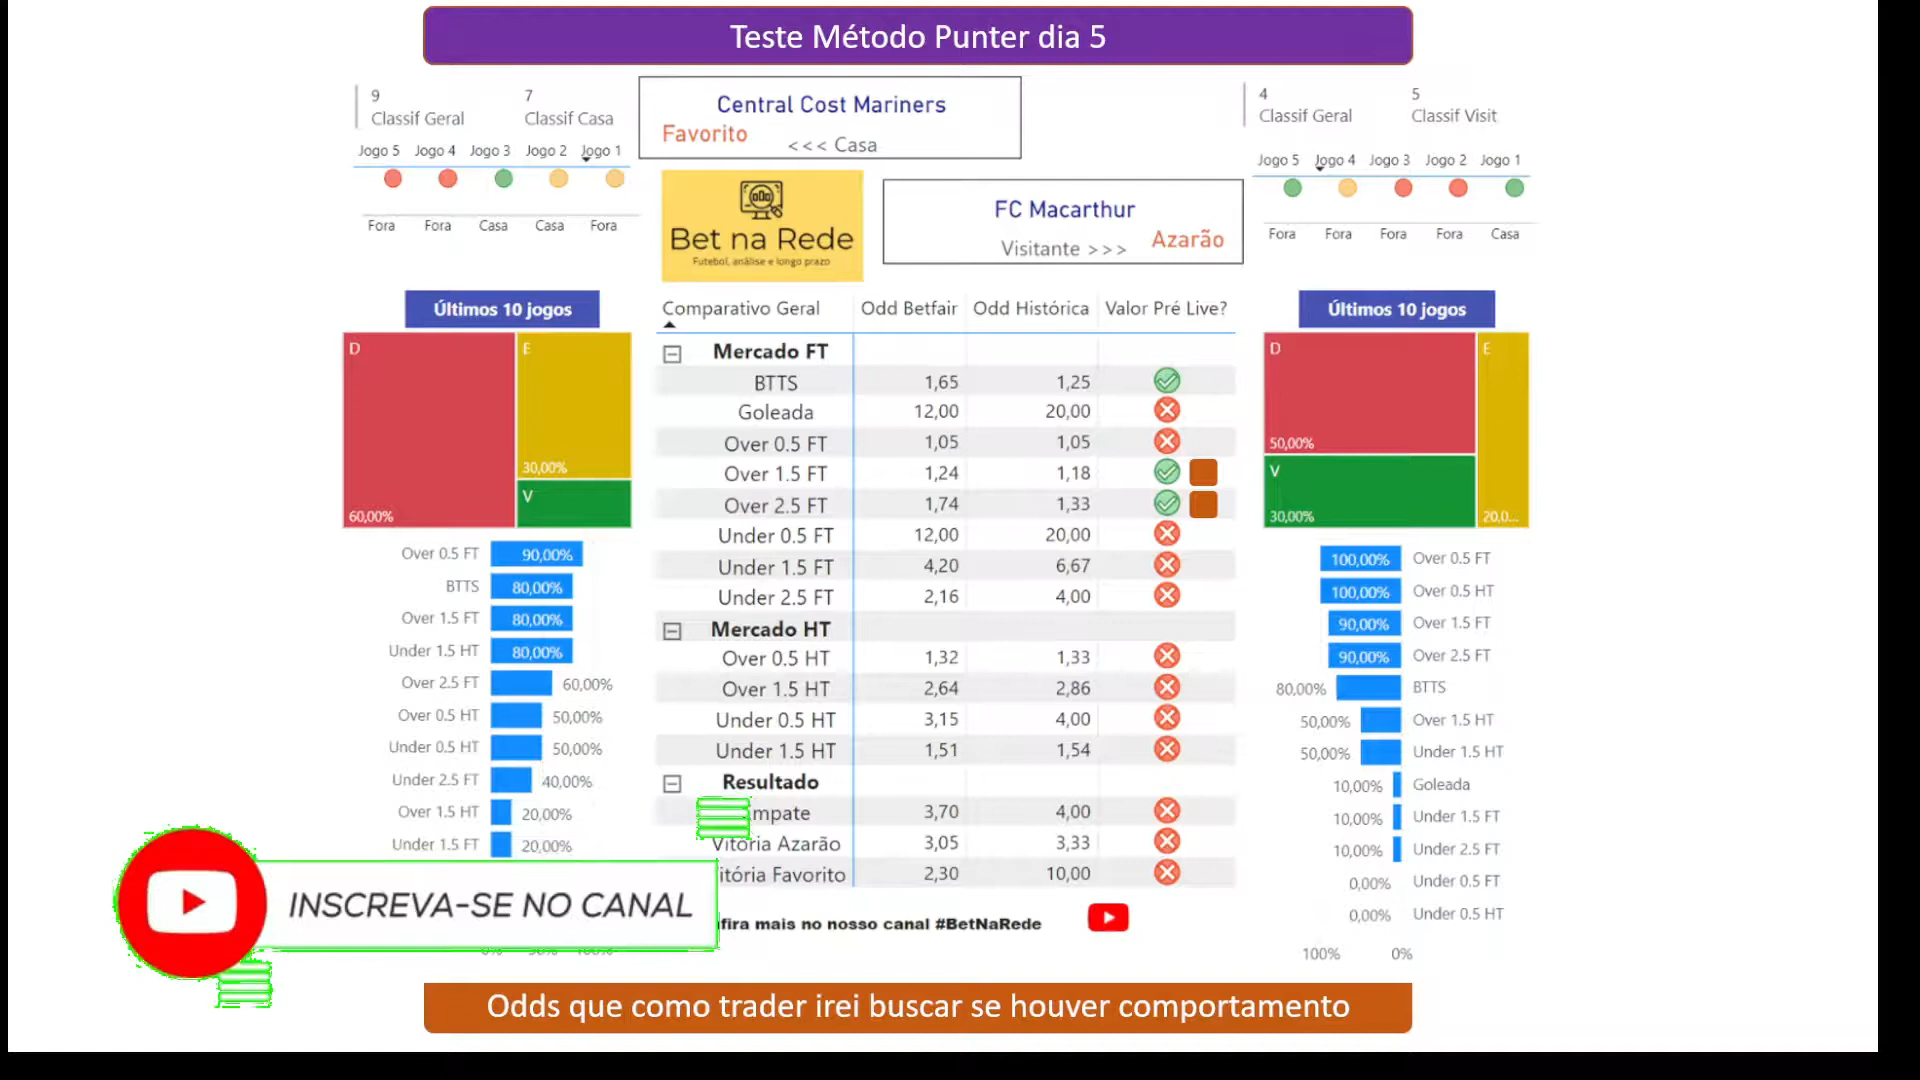 Teste Método Punter dia 5
9
Classif Geral
7
Classif Casa
Central Cost Mariners
Favorito
<<< Casa
4
Classif Geral
5
Classif Visit
Jogo 5 Jogo 4 Jogo 3 Jogo 2 Jogo 1
Fora Fora Casa Casa Fora
Bet na Rede
Futebol, análise e longo prazo
FC Macarthur
Visitante >>>
Azarão
Jogo 5 Jogo 4 Jogo 3 Jogo 2 Jogo 1
Fora Fora Fora Fora Casa
Últimos 10 jogos
D
60,00%
E
30,00%
V
Over 0.5 FT 90,00%
BTTS 80,00%
Over 1.5 FT 80,00%
Under 1.5 HT 80,00%
Over 2.5 FT 60,00%
Over 0.5 HT 50,00%
Under 0.5 HT 50,00%
Under 2.5 FT 40,00%
Over 1.5 HT 20,00%
Under 1.5 FT 20,00%
Comparativo Geral Odd Betfair Odd Histórica Valor Pré Live?
Mercado FT
BTTS 1,65 1,25
Goleada 12,00 20,00
Over 0.5 FT 1,05 1,05
Over 1.5 FT 1,24 1,18
Over 2.5 FT 1,74 1,33
Under 0.5 FT 12,00 20,00
Under 1.5 FT 4,20 6,67
Under 2.5 FT 2,16 4,00
Mercado HT
Over 0.5 HT 1,32 1,33
Over 1.5 HT 2,64 2,86
Under 0.5 HT 3,15 4,00
Under 1.5 HT 1,51 1,54
Resultado
mpate 3,70 4,00
Vitória Azarão 3,05 3,33
itória Favorito 2,30 10,00
Últimos 10 jogos
D
50,00%
V
30,00%
E
20,0...
100,00% Over 0.5 FT
100,00% Over 0.5 HT
90,00% Over 1.5 FT
90,00% Over 2.5 FT
80,00% BTTS
50,00% Over 1.5 HT
50,00% Under 1.5 HT
10,00% Goleada
10,00% Under 1.5 FT
10,00% Under 2.5 FT
0,00% Under 0.5 FT
0,00% Under 0.5 HT
100% 0%
INSCREVA-SE NO CANAL
fira mais no nosso canal #BetNaRede
Odds que como trader irei buscar se houver comportamento